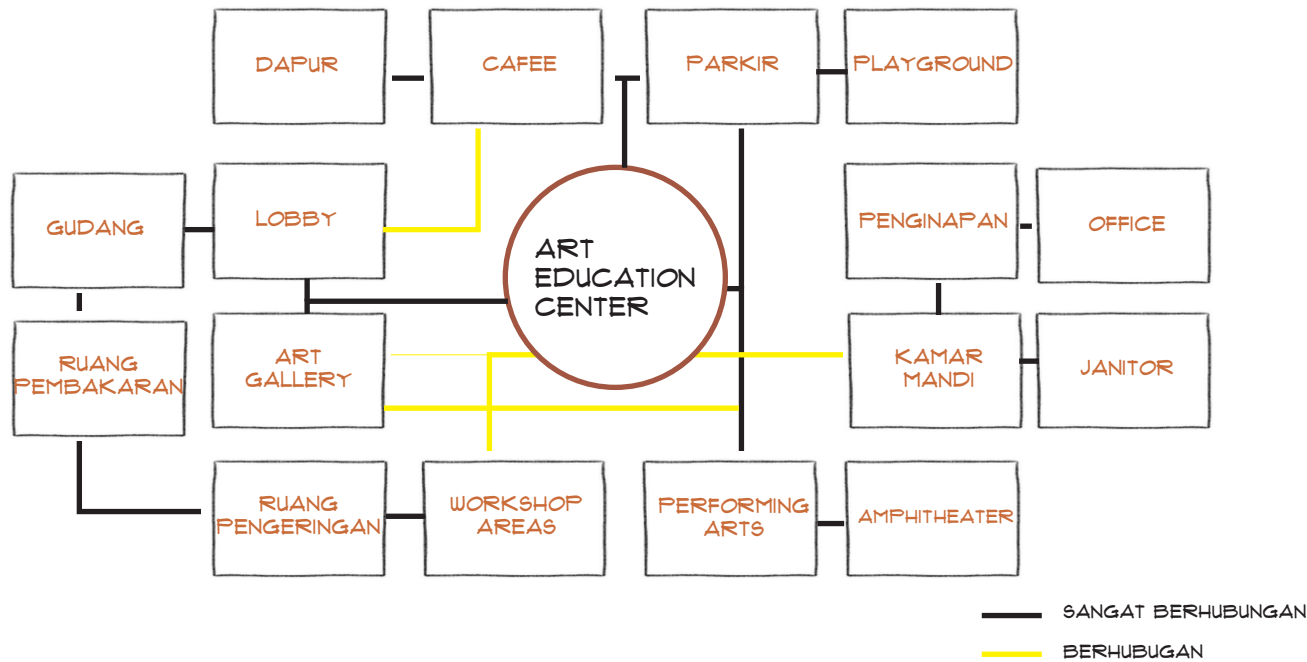 DAPUR
CAFEE
PARKIR
PLAYGROUND
GUDANG
LOBBY
ART
EDUCATION
CENTER
PENGINAPAN
OFFICE
RUANG
PEMBAKARAN
ART
GALLERY
KAMAR
MANDI
JANITOR
RUANG
PENGERINGAN
WORKSHOP
AREAS
PERFORMING
ARTS
AMPHITHEATER
SANGAT BERHUBUNGAN
BERHUBUGAN